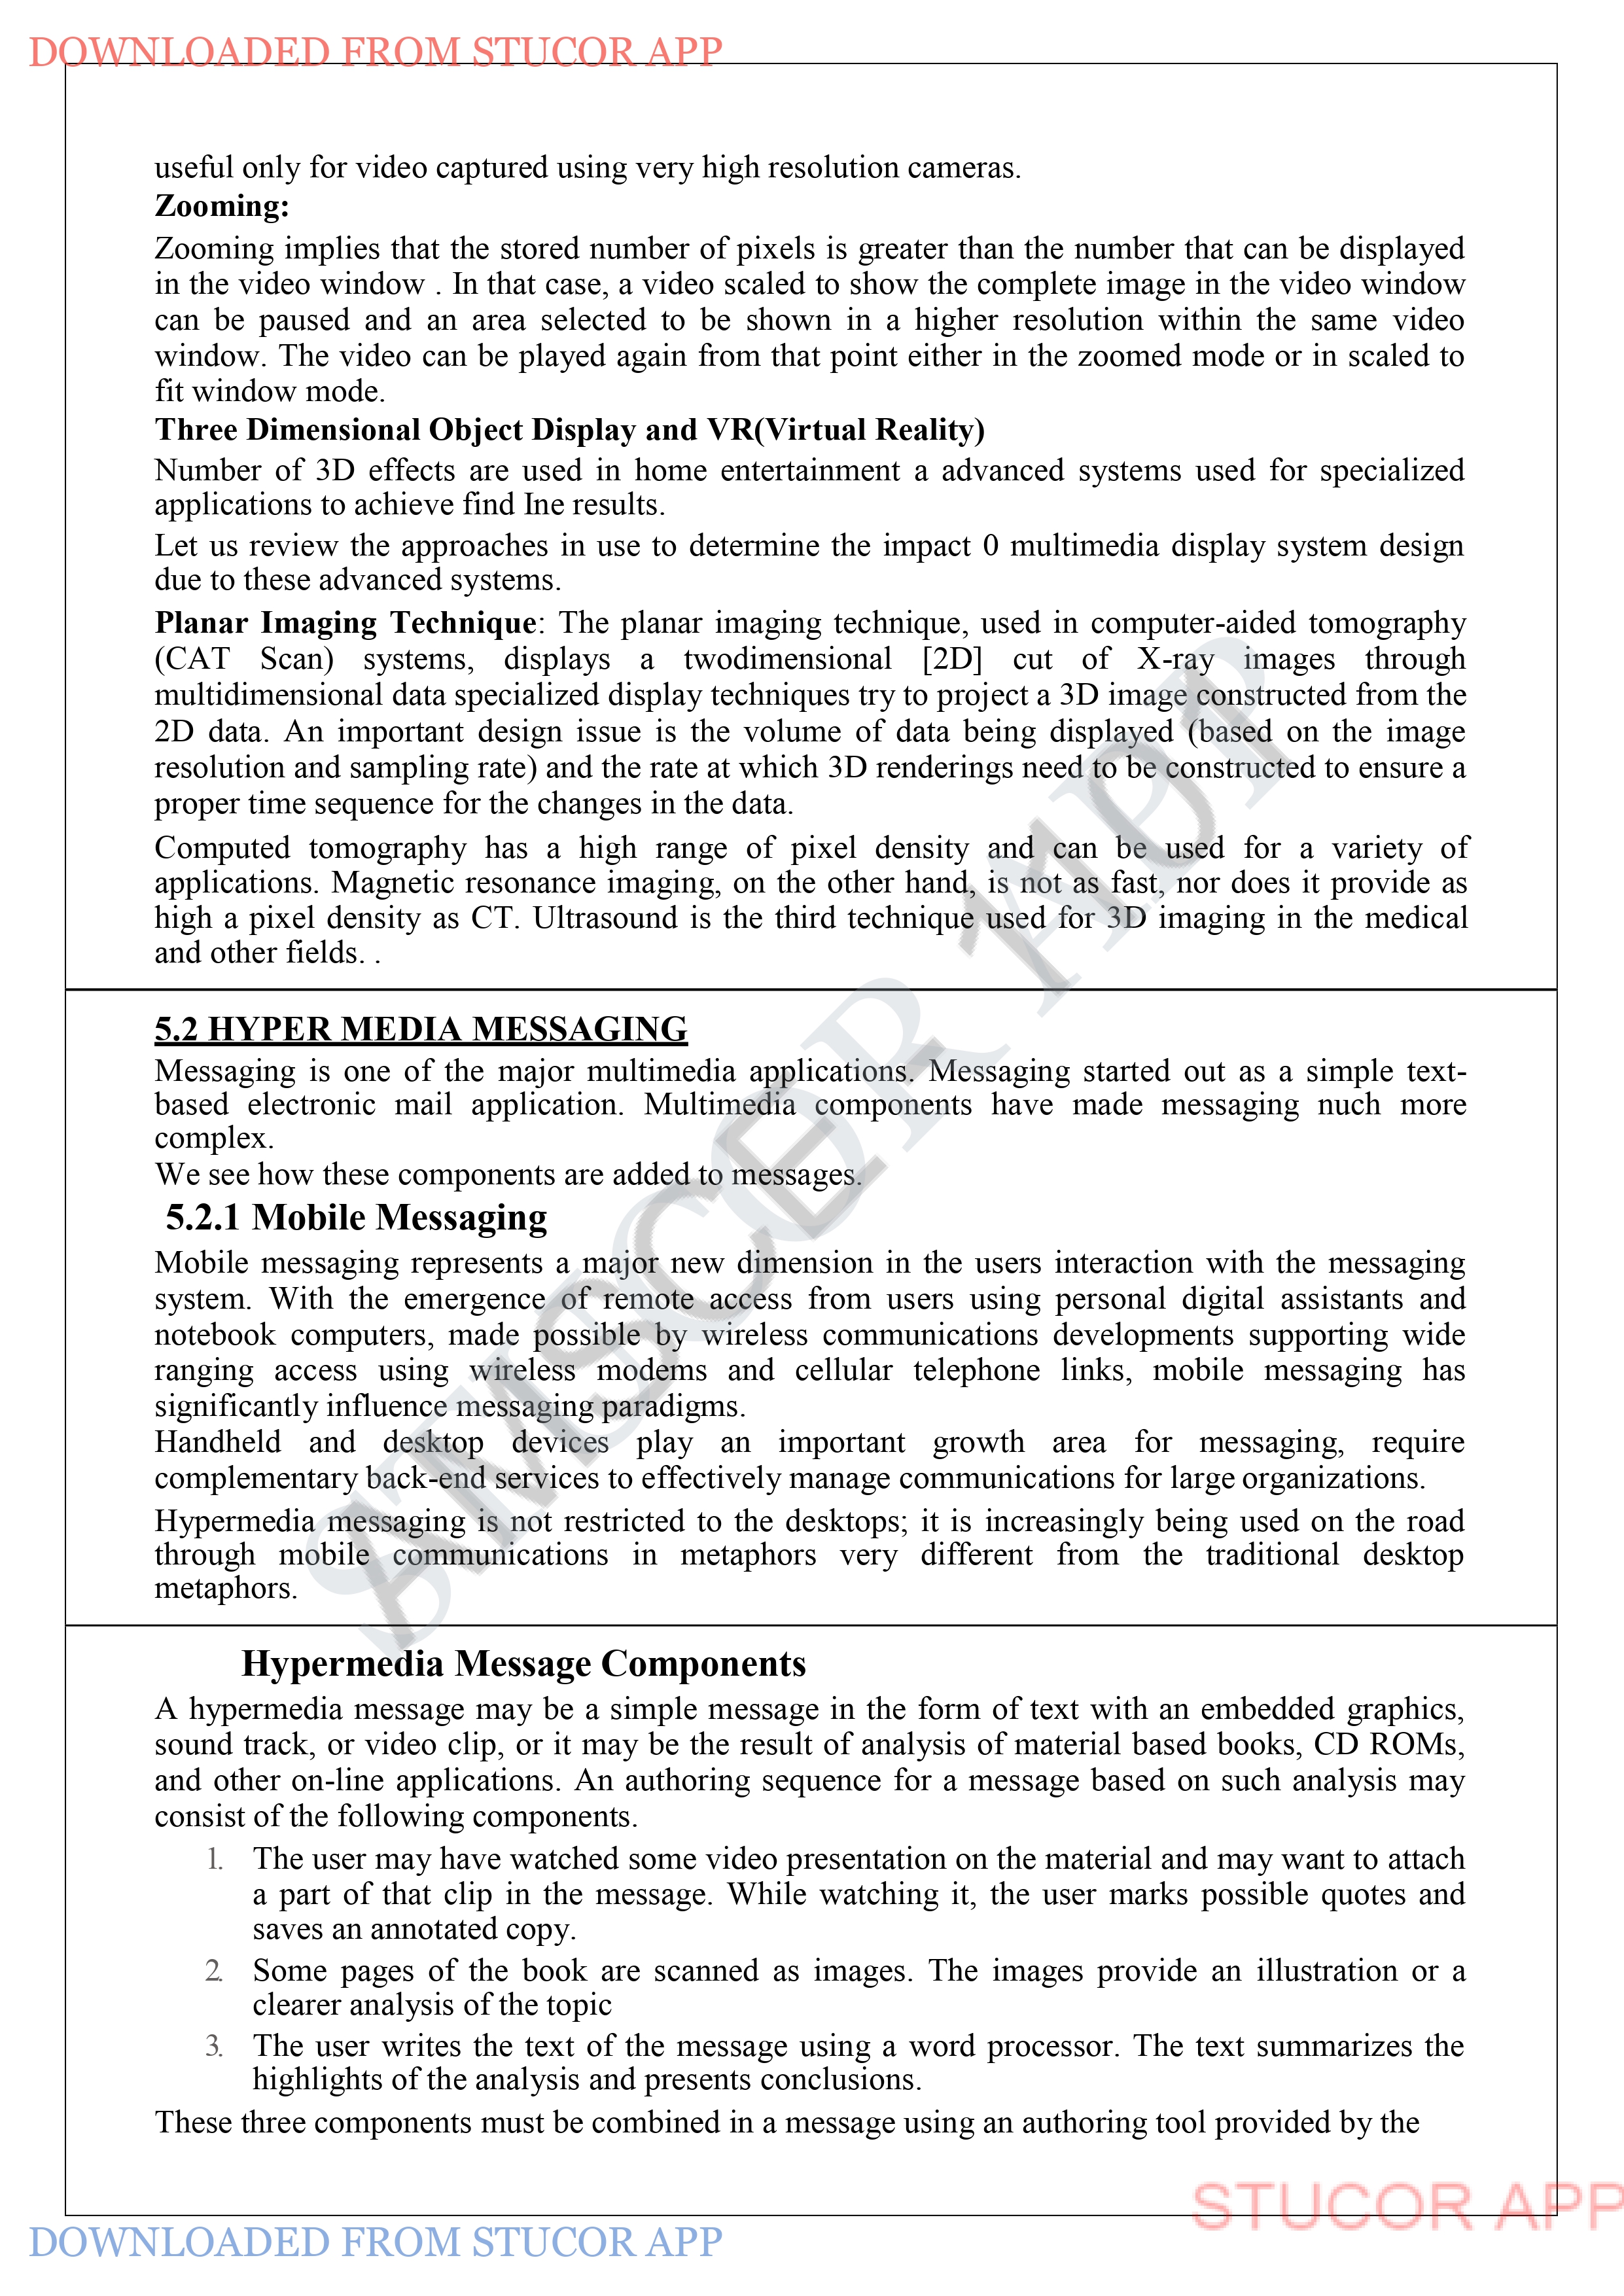 DOWNLOADED FROM STUCOR APP
useful only for video captured using very high resolution cameras.
Zooming:
Zooming implies that the stored number of pixels is greater than the number that can be displayed
in the video window . In that case, a video scaled to show the complete image in the video window
can be paused and an area selected to be shown in a higher resolution within the same video
window. The video can be played again from that point either in the zoomed mode or in scaled to
fit window mode.
Three Dimensional Object Display and VR(Virtual Reality)
Number of 3D effects are used in home entertainment a advanced systems used for specialized
applications to achieve find Ine results.
Let us review the approaches in use to determine the impact 0 multimedia display system design
due to these advanced systems.
Planar Imaging Technique: The planar imaging technique, used in computer-aided tomography
(CAT Scan) systems, displays a twodimensional [2D] cut of X-ray images through
multidimensional data specialized display techniques try to project a 3D image constructed from the
2D data. An important design issue is the volume of data being displayed (based on the image
resolution and sampling rate) and the rate at which 3D renderings need to be constructed to ensure a
proper time sequence for the changes in the data.
Computed tomography has a high range of pixel density and can be used for a variety of
applications. Magnetic resonance imaging, on the other hand, is not as fast, nor does it provide as
high a pixel density as CT. Ultrasound is the third technique used for 3D imaging in the medical
and other fields. .
5.2 HYPER MEDIA MESSAGING
Messaging is one of the major multimedia applications. Messaging started out as a simple text-
based electronic mail application. Multimedia components have made messaging nuch more
complex.
We see how these components are added to messages.
5.2.1 Mobile Messaging
Mobile messaging represents a major new dimension in the users interaction with the messaging
system. With the emergence of remote access from users using personal digital assistants and
notebook computers, made possible by wireless communications developments supporting wide
ranging access using wireless modems and cellular telephone links, mobile messaging has
significantly influence messaging paradigms.
Handheld and desktop devices play an important growth area for messaging, require
complementary back-end services to effectively manage communications for large organizations.
Hypermedia messaging is not restricted to the desktops; it is increasingly being used on the road
through mobile communications in metaphors very different from the traditional desktop
metaphors.
Hypermedia Message Components
A hypermedia message may be a simple message in the form of text with an embedded graphics,
sound track, or video clip, or it may be the result of analysis of material based books, CD ROMs,
and other on-line applications. An authoring sequence for a message based on such analysis may
consist of the following components.
1. The user may have watched some video presentation on the material and may want to attach
a part of that clip in the message. While watching it, the user marks possible quotes and
saves an annotated copy.
2. Some pages of the book are scanned as images. The images provide an illustration or a
clearer analysis of the topic
3. The user writes the text of the message using a word processor. The text summarizes the
highlights of the analysis and presents conclusions.
These three components must be combined in a message using an authoring tool provided by the
AMSCE 1101
STUCOR APP
STUCOR APP
DOWNLOADED FROM STUCOR APP